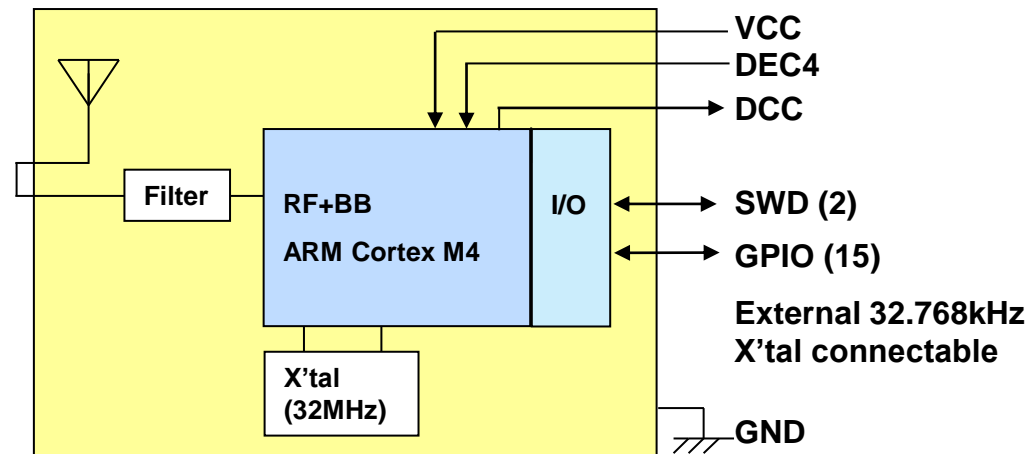 VCC
DEC4
DCC
Filter
RF+BB
ARM Cortex M4
I/O
SWD (2)
GPIO (15)
External 32.768kHz
X’tal connectable
X’tal
(32MHz)
GND